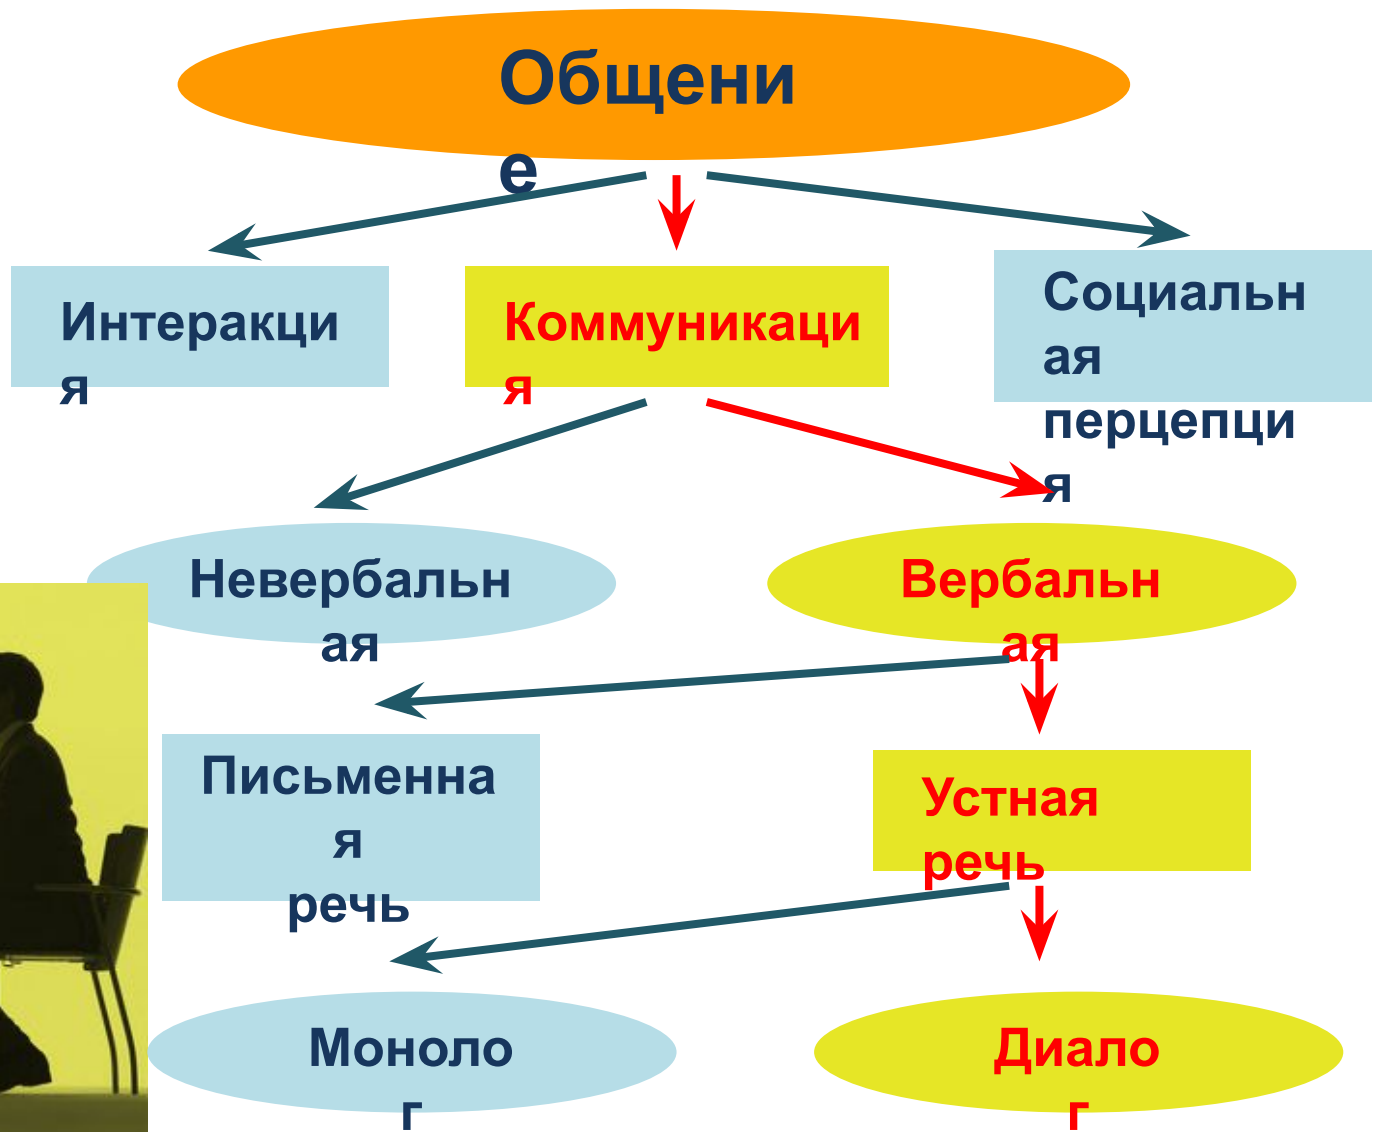 Общени
е
Интеракци
я
Коммуникаци
я
Социальн
ая
перцепци
я
Невербальн
ая
Вербальн
ая
Письменна
я
речь
Устная
речь
Моноло
г
Диало
г